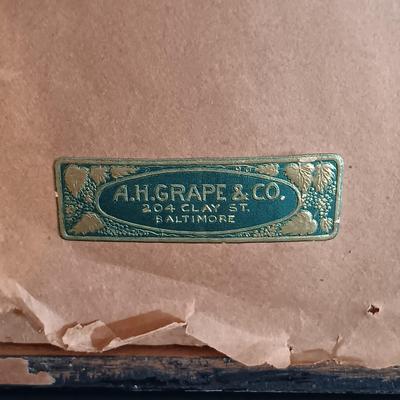 A.H.GRAPE & CO.
204 CLAY ST.
BALTIMORE